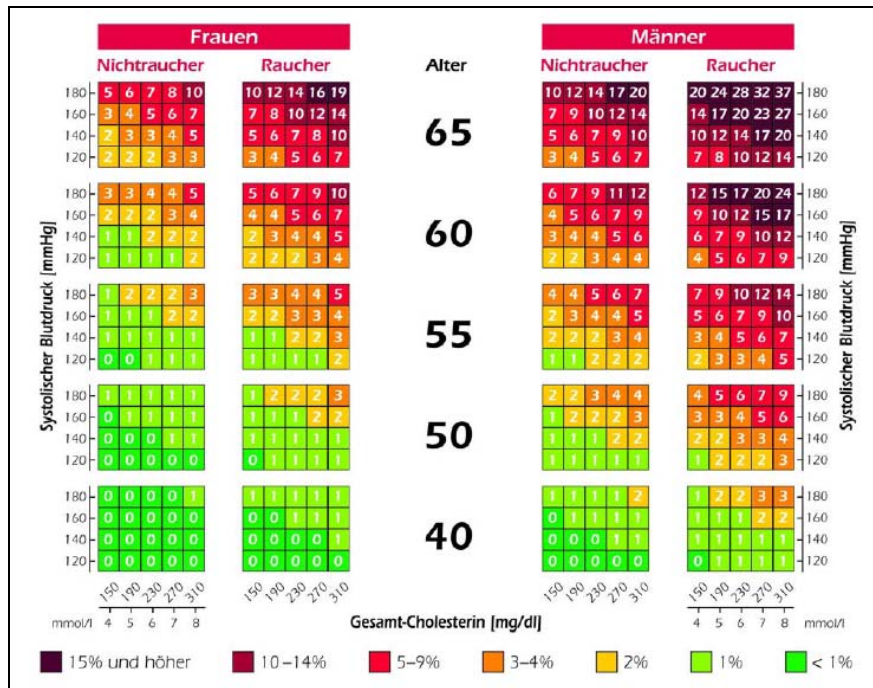 Frauen Männer
Nichtraucher Raucher Alter Nichtraucher Raucher
Systolischer Blutdruck [mmHg]
180 5 6 7 8 10 10 12 14 16 19 10 12 14 17 20 20 24 28 32 37 180
160 3 4 5 6 7 7 8 10 12 14 7 9 10 12 14 14 17 20 23 27 160
65
140 2 3 3 4 5 5 6 7 8 10 5 6 7 9 10 10 12 14 17 20 140
120 2 2 2 3 3 3 4 5 6 7 3 4 5 6 7 7 8 10 12 14 120
180 3 3 4 4 5 5 6 7 9 10 6 7 9 11 12 12 15 17 20 24 180
160 2 2 2 3 4 4 4 5 6 7 4 5 6 7 9 9 10 12 15 17 160
60
140 1 1 2 2 2 2 3 4 4 5 3 4 4 5 6 6 7 9 10 12 140
120 1 1 1 1 2 2 2 2 3 4 2 2 3 4 4 4 5 6 7 9 120
180 1 2 2 2 3 3 3 4 4 5 4 4 5 6 7 7 9 10 12 14 180
160 1 1 1 2 2 2 2 3 3 4 2 3 4 4 5 5 6 7 9 10 160
55
140 1 1 1 1 1 1 1 2 2 3 2 2 2 3 4 3 4 5 6 7 140
120 0 0 1 1 1 1 1 1 1 2 1 1 2 2 2 2 3 3 4 5 120
180 1 1 1 1 1 1 2 2 2 3 2 2 3 4 4 4 5 6 7 9 180
160 0 1 1 1 1 1 1 1 2 2 1 2 2 2 3 3 3 4 5 6 160
50
140 0 0 0 1 1 1 1 1 1 1 1 1 1 2 2 2 2 3 3 4 140
120 0 0 0 0 0 0 1 1 1 1 1 1 1 1 1 1 2 2 2 3 120
180 0 0 0 0 1 1 1 1 1 1 1 1 1 1 2 1 2 2 3 3 180
160 0 0 0 0 0 0 0 1 1 1 0 1 1 1 1 1 1 1 2 2 160
40
140 0 0 0 0 0 0 0 0 0 1 0 0 0 1 1 1 1 1 1 1 140
120 0 0 0 0 0 0 0 0 0 0 0 0 0 0 0 0 1 1 1 1 120
Systolischer Blutdruck [mmHg]
150 190 230 270 310 150 190 230 270 310 150 190 230 270 310 150 190 230 270 310
mmol/l 4 5 6 7 8 Gesamt-Cholesterin [mg/dl] mmol/l 4 5 6 7 8
15% und höher 10–14% 5–9% 3–4% 2% 1% < 1%